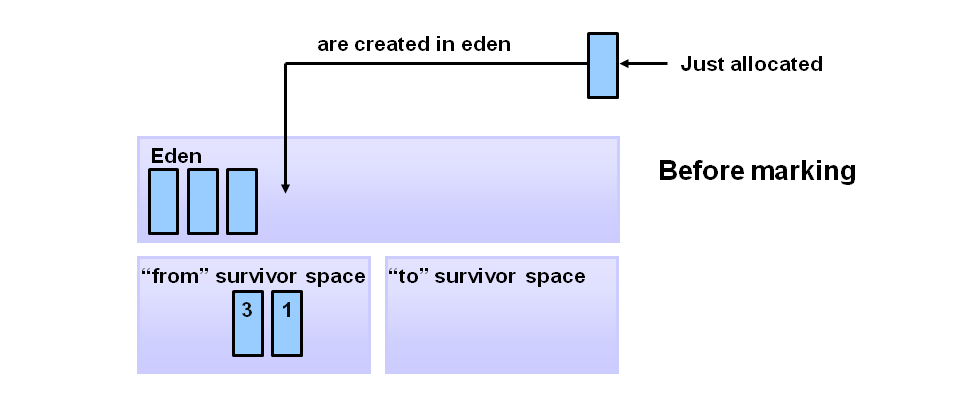 are created in eden
Just allocated
Eden
Before marking
“from” survivor space
“to” survivor space
3 1